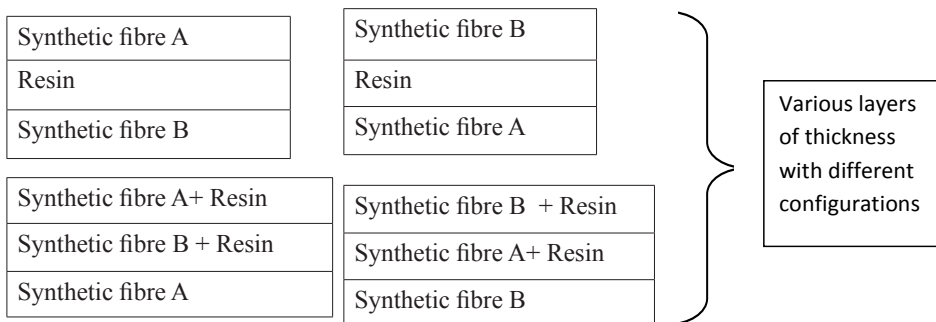 Synthetic fibre A
Resin
Synthetic fibre B
Synthetic fibre B
Resin
Synthetic fibre A
Synthetic fibre A+ Resin
Synthetic fibre B + Resin
Synthetic fibre A
Synthetic fibre B + Resin
Synthetic fibre A+ Resin
Synthetic fibre B
Various layers
of thickness
with different
configurations